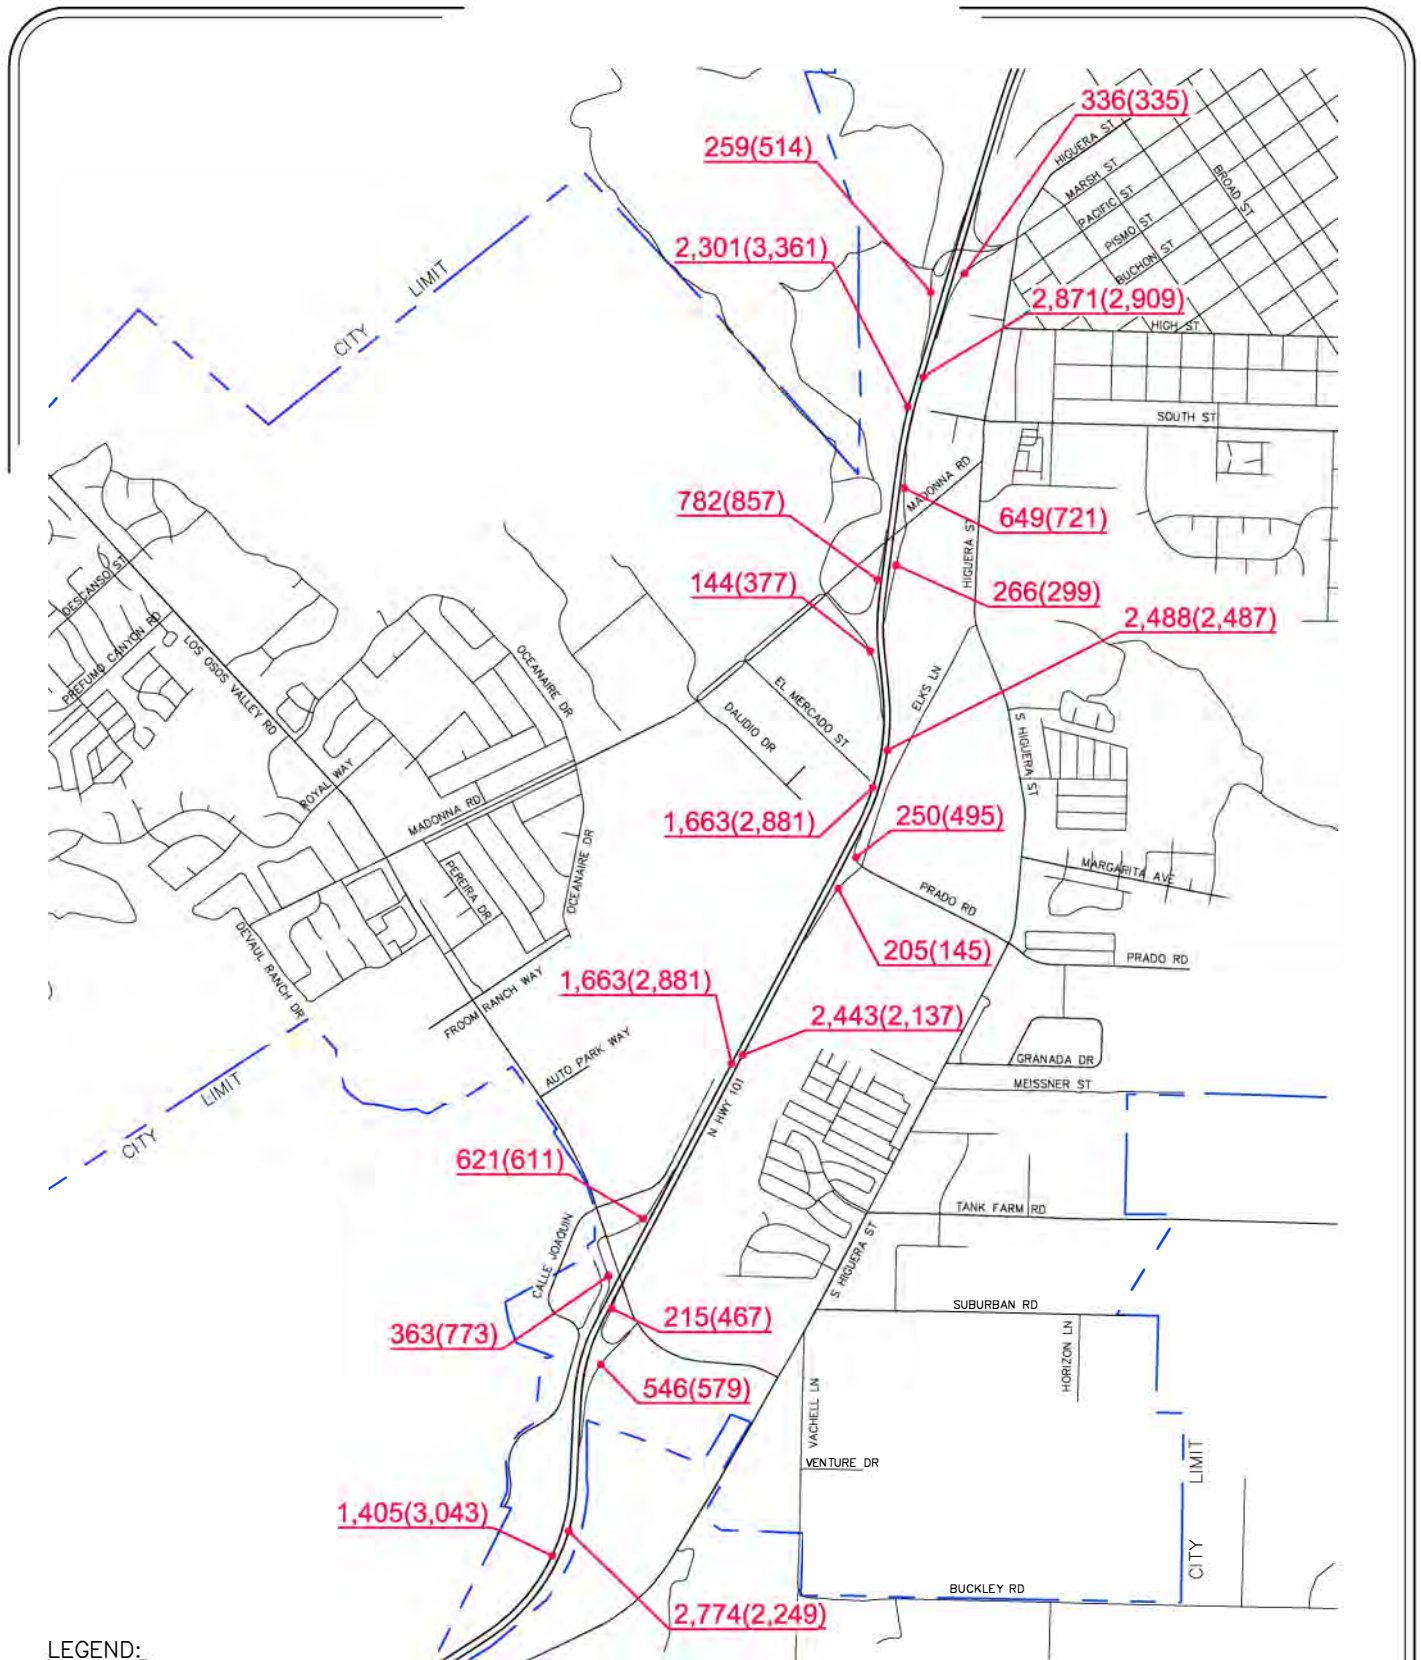 336(335)
259(514)
HIGUERA ST
MARSH ST
BROAD ST
PACIFIC ST
PISMO ST
BUCHON ST
2,301(3,361)
LIMIT
CITY
2,871(2,909)
HIGH ST
SOUTH ST
MADONNA RD
782(857)
649(721)
HIGUERA ST
DESCANSO ST
144(377)
266(299)
2,488(2,487)
PREFUMO CANYON RD
LOS OSOS VALLEY RD
OCEANAIRE DR
ELKS LN
EL MERCADO ST
DALIDIO DR
S HIGUERA ST
ROYAL WAY
MADONNA RD
1,663(2,881)
250(495)
OCEANAIRE DR
PEREIRA DR
MARGARITA AVE
PRADO RD
DEVAUL RANCH DR
205(145)
PRADO RD
FROOM RANCH WAY
1,663(2,881)
2,443(2,137)
AUTO PARK WAY
GRANADA DR
MEISSNER ST
LIMIT
CITY
N HWY 101
621(611)
TANK FARM RD
CALLE JOAQUIN
S HIGUERA ST
SUBURBAN RD
363(773)
215(467)
HORIZON LN
546(579)
VACHELL LN
VENTURE DR
LIMIT
CITY
1,405(3,043)
BUCKLEY RD
2,774(2,249)
LEGEND: